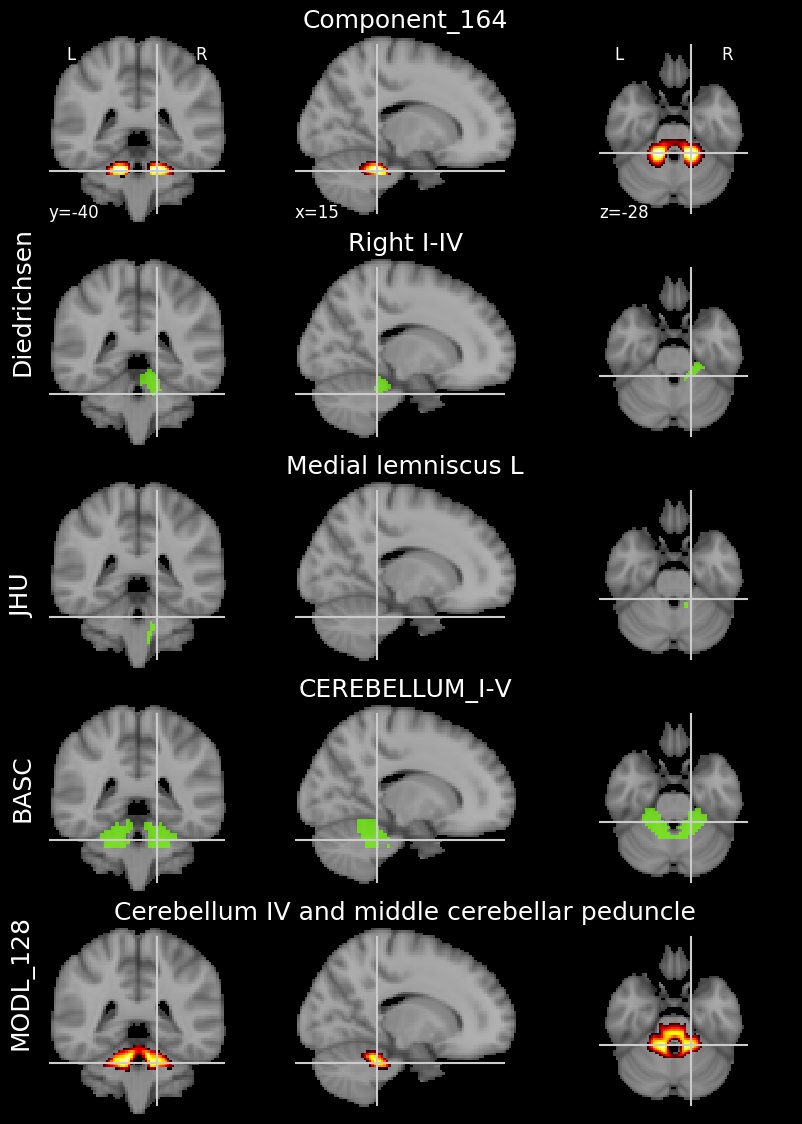 Component_164
L
R
L
R
y=-40
x=15
z=-28
Diedrichsen
Right I-IV
JHU
Medial lemniscus L
BASC
CEREBELLUM_I-V
MODL_128
Cerebellum IV and middle cerebellar peduncle